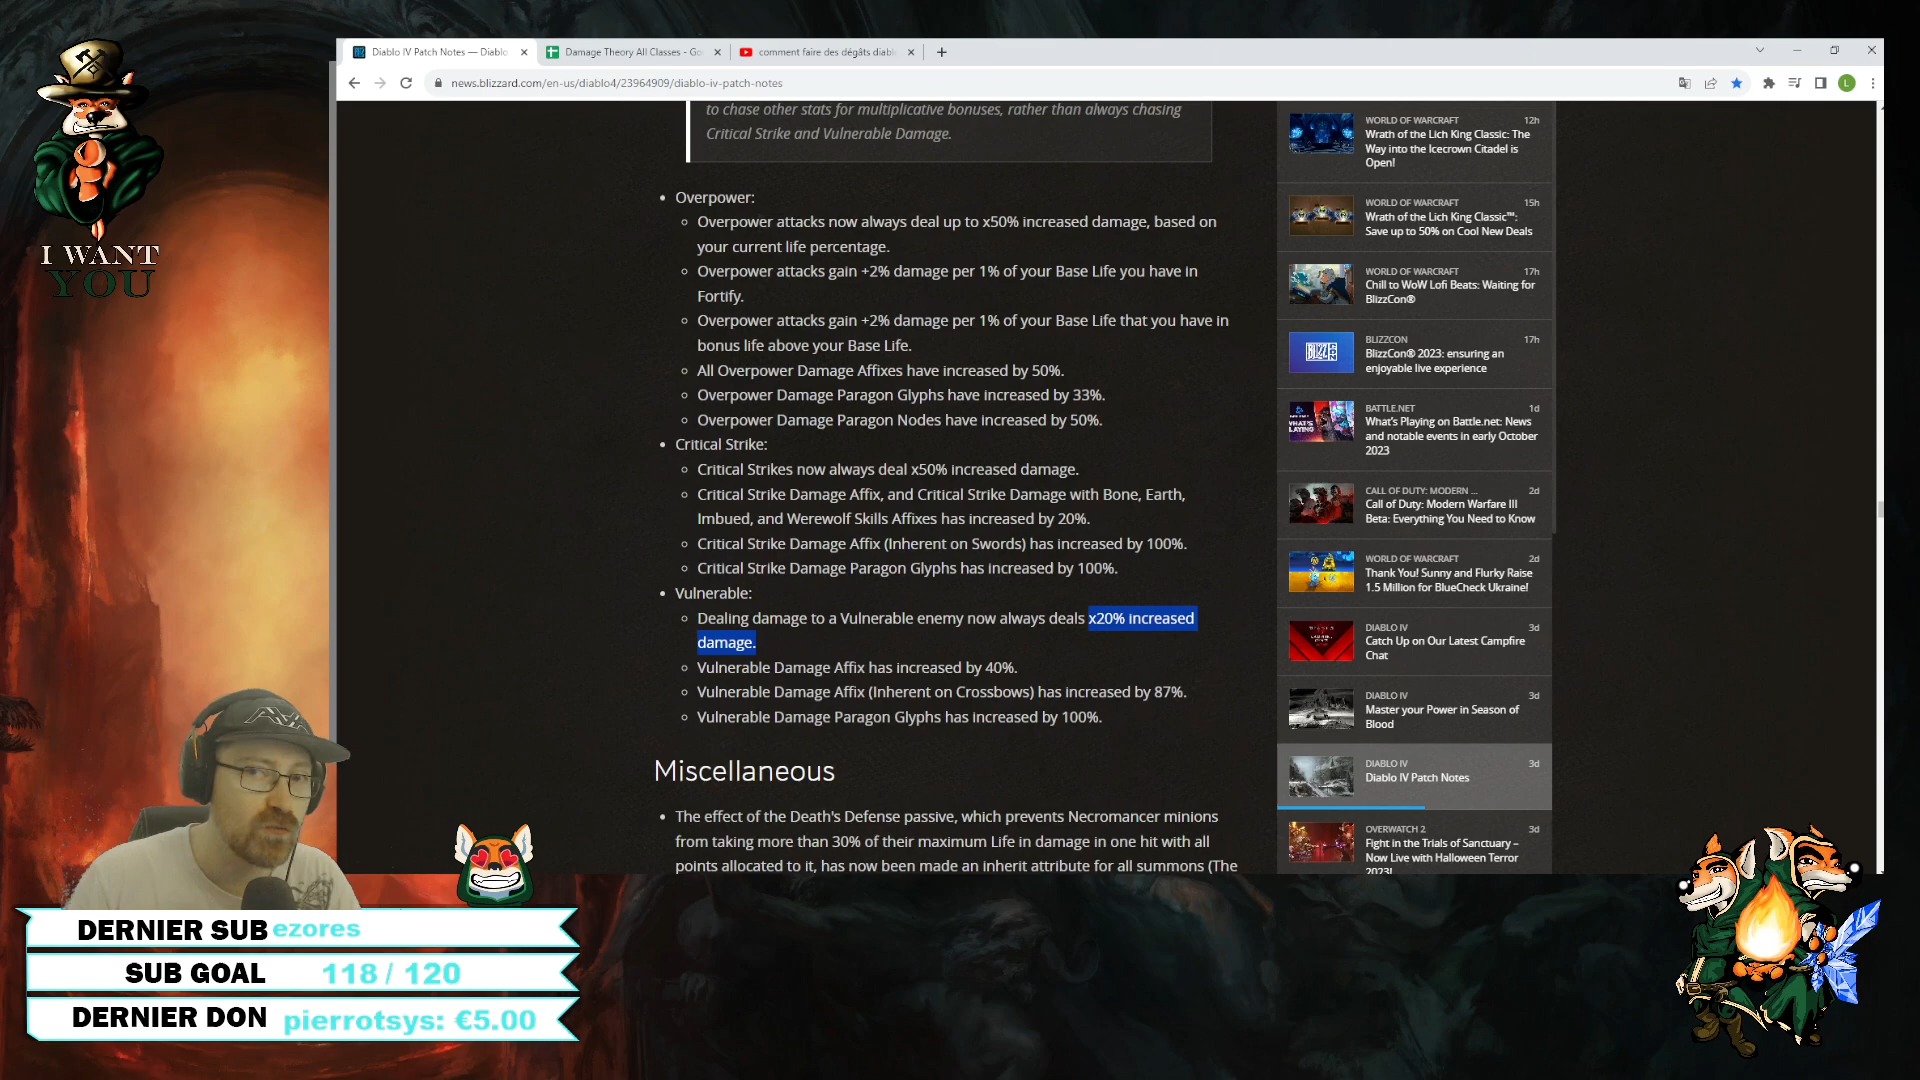 Diablo IV Patch Notes — Diablo
Damage Theory All Classes - Go
comment faire des dégâts diabl
news.blizzard.com/en-us/diablo4/23964909/diablo-iv-patch-notes
L
to chase other stats for multiplicative bonuses, rather than always chasing
Critical Strike and Vulnerable Damage.
Overpower:
Overpower attacks now always deal up to x50% increased damage, based on
your current life percentage.
Overpower attacks gain +2% damage per 1% of your Base Life you have in
Fortify.
Overpower attacks gain +2% damage per 1% of your Base Life that you have in
bonus life above your Base Life.
All Overpower Damage Affixes have increased by 50%.
Overpower Damage Paragon Glyphs have increased by 33%.
Overpower Damage Paragon Nodes have increased by 50%.
Critical Strike:
Critical Strikes now always deal x50% increased damage.
Critical Strike Damage Affix, and Critical Strike Damage with Bone, Earth,
Imbued, and Werewolf Skills Affixes has increased by 20%.
Critical Strike Damage Affix (Inherent on Swords) has increased by 100%.
Critical Strike Damage Paragon Glyphs has increased by 100%.
Vulnerable:
Dealing damage to a Vulnerable enemy now always deals x20% increased
damage.
Vulnerable Damage Affix has increased by 40%.
Vulnerable Damage Affix (Inherent on Crossbows) has increased by 87%.
Vulnerable Damage Paragon Glyphs has increased by 100%.
Miscellaneous
The effect of the Death's Defense passive, which prevents Necromancer minions
from taking more than 30% of their maximum Life in damage in one hit with all
points allocated to it, has now been made an inherit attribute for all summons (The
WORLD OF WARCRAFT 12h
Wrath of the Lich King Classic: The
Way into the Icecrown Citadel is
Open!
WORLD OF WARCRAFT 15h
Wrath of the Lich King Classic™:
Save up to 50% on Cool New Deals
WORLD OF WARCRAFT 17h
Chill to WoW Lofi Beats: Waiting for
BlizzCon®
BLIZZCON 17h
BlizzCon® 2023: ensuring an
enjoyable live experience
BATTLE.NET 1d
What's Playing on Battle.net: News
and notable events in early October
2023
CALL OF DUTY: MODERN ... 2d
Call of Duty: Modern Warfare III
Beta: Everything You Need to Know
WORLD OF WARCRAFT 2d
Thank You! Sunny and Flurky Raise
1.5 Million for BlueCheck Ukraine!
DIABLO IV 3d
Catch Up on Our Latest Campfire
Chat
DIABLO IV 3d
Master your Power in Season of
Blood
DIABLO IV 3d
Diablo IV Patch Notes
OVERWATCH 2 3d
Fight in the Trials of Sanctuary –
Now Live with Halloween Terror
2023!
I WANT
YOU
DERNIER SUB ezores
SUB GOAL 118 / 120
DERNIER DON pierrotsys: €5.00